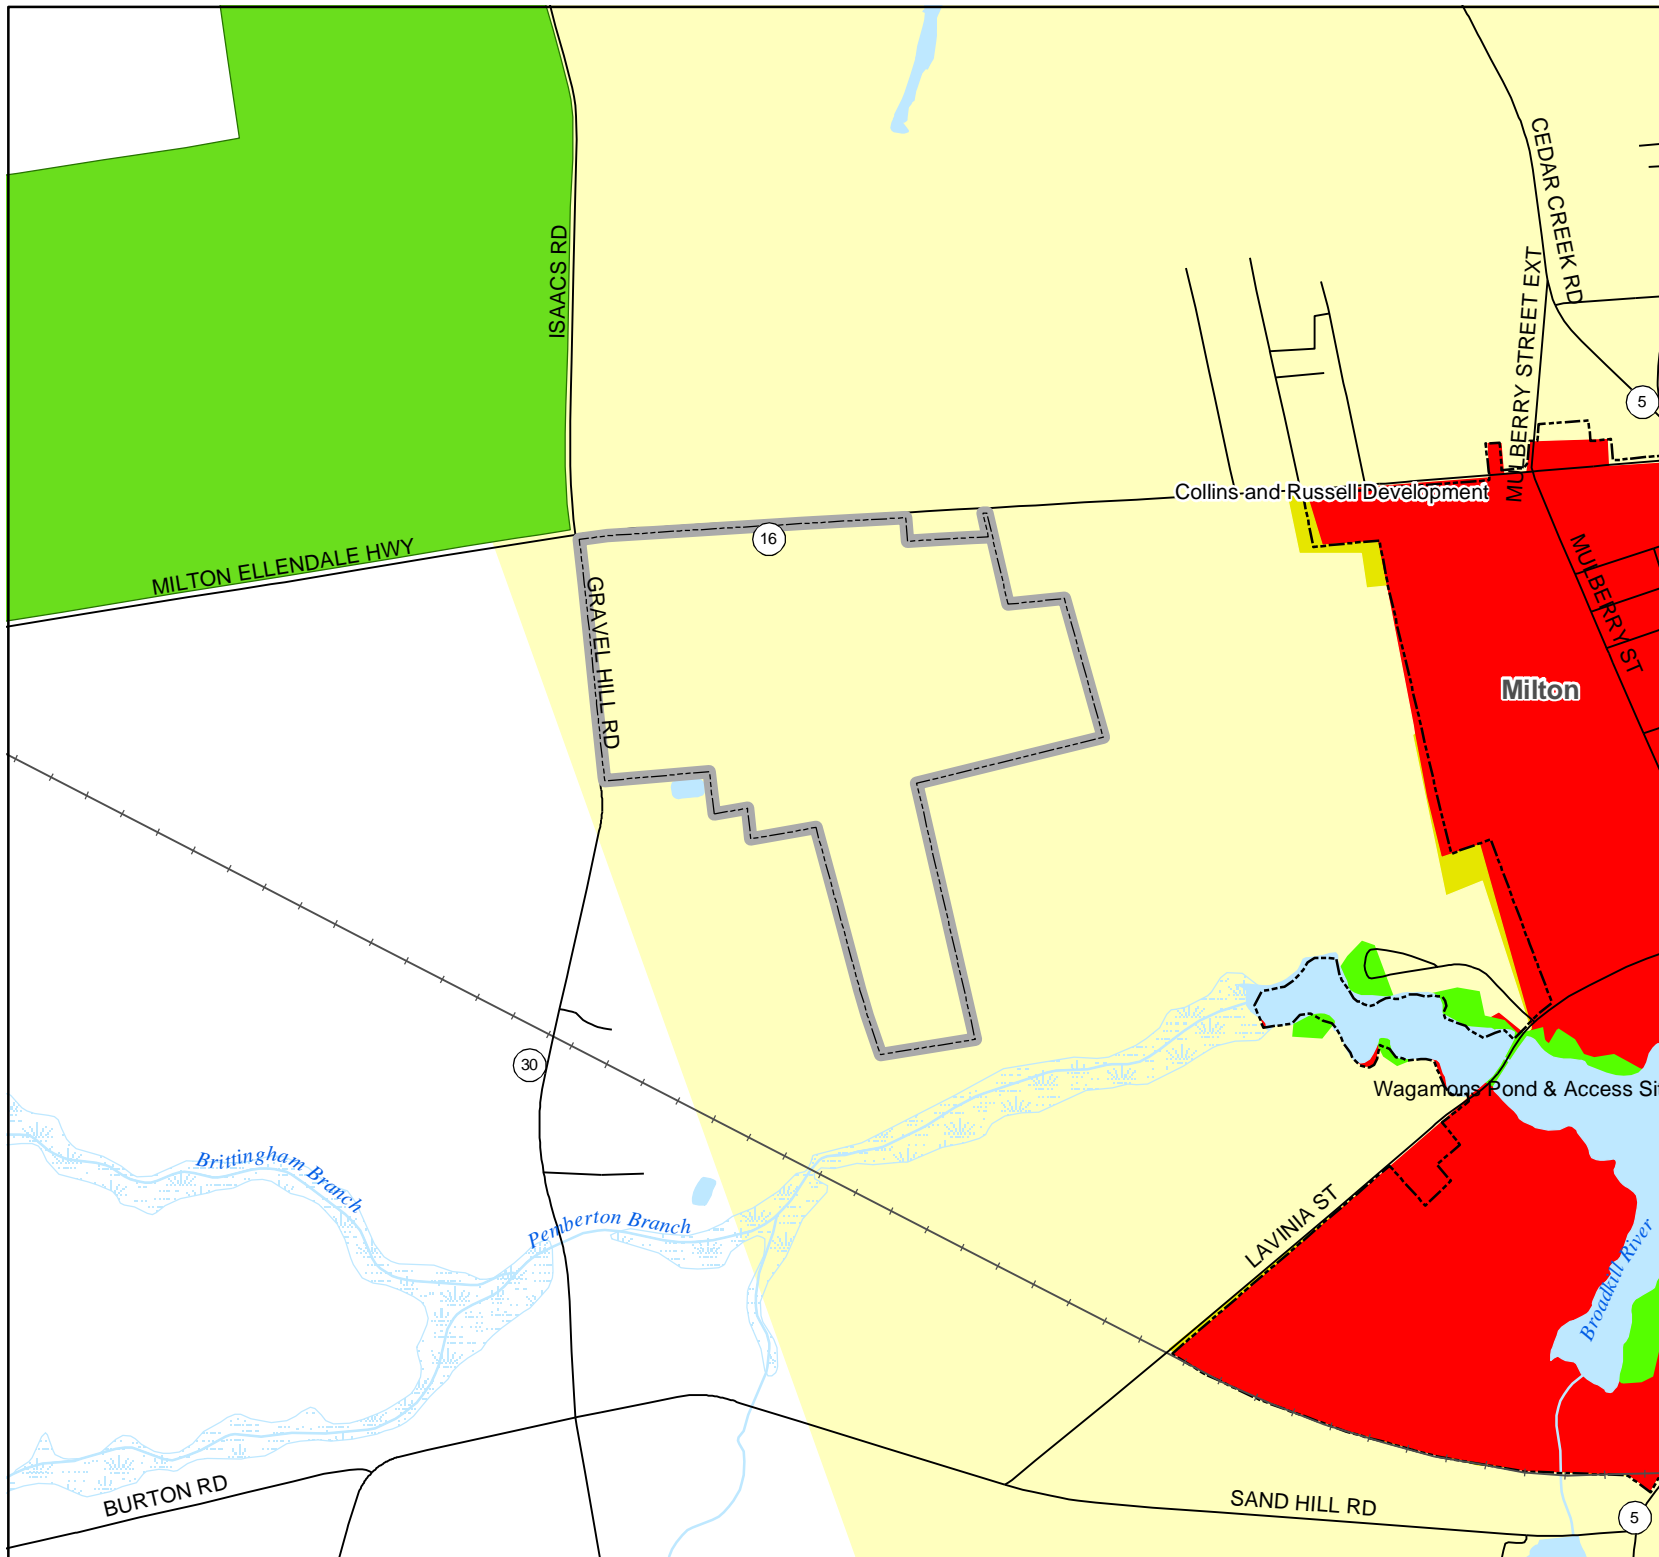 CEDAR CREEK RD
ISAACS RD
MULBERRY STREET EXT
5
Collins and Russell Development
16
MILTON ELLENDALE HWY
MULBERRY ST
GRAVEL HILL RD
Milton
30
Wagamons Pond & Access Sit
Brittingham Branch
Pemberton Branch
LAVINIA ST
Broadkill River
BURTON RD
SAND HILL RD
5